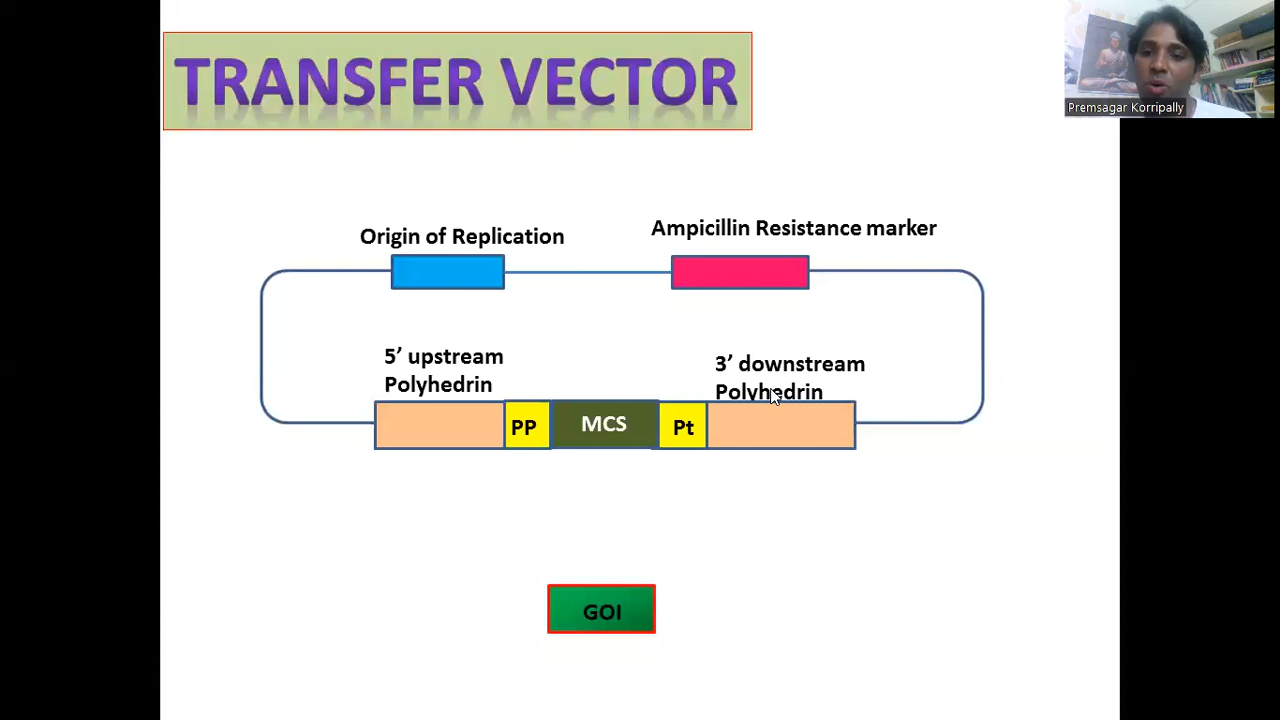 TRANSFER VECTOR
Premsagar Korripally
Origin of Replication
Ampicillin Resistance marker
5’ upstream
Polyhedrin
3’ downstream
Polyhedrin
PP
MCS
Pt
GOI